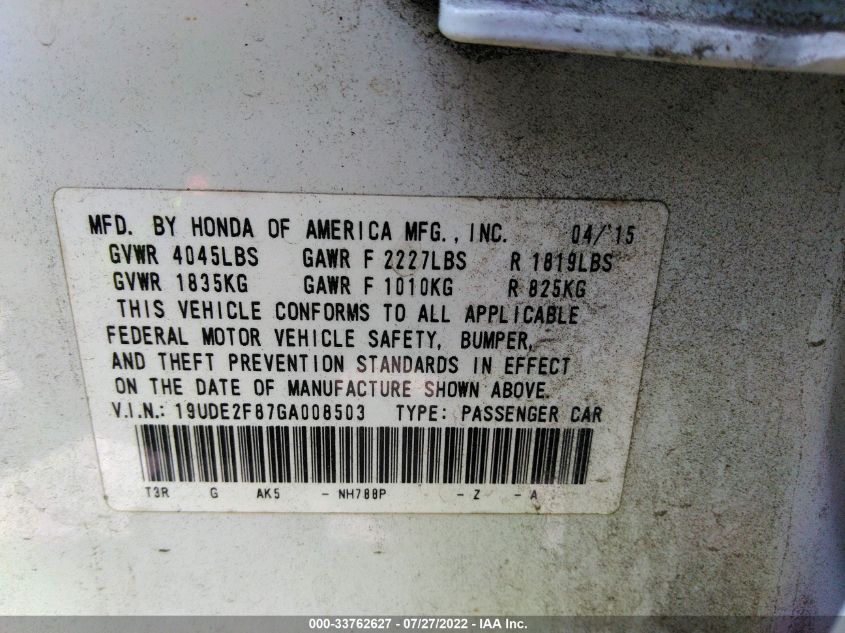 MFD. BY HONDA OF AMERICA MFG., INC. 04/15
GVWR 4045LBS GAWR F 2227LBS R 1819LBS
GVWR 1835KG GAWR F 1010KG R 825KG
THIS VEHICLE CONFORMS TO ALL APPLICABLE
FEDERAL MOTOR VEHICLE SAFETY, BUMPER,
AND THEFT PREVENTION STANDARDS IN EFFECT
ON THE DATE OF MANUFACTURE SHOWN ABOVE.
V.I.N.: 19UDE2F87GA008503 TYPE: PASSENGER CAR
T3R G AK5 - NH788P - Z - A
000-33762627 - 07/27/2022 - IAA Inc.